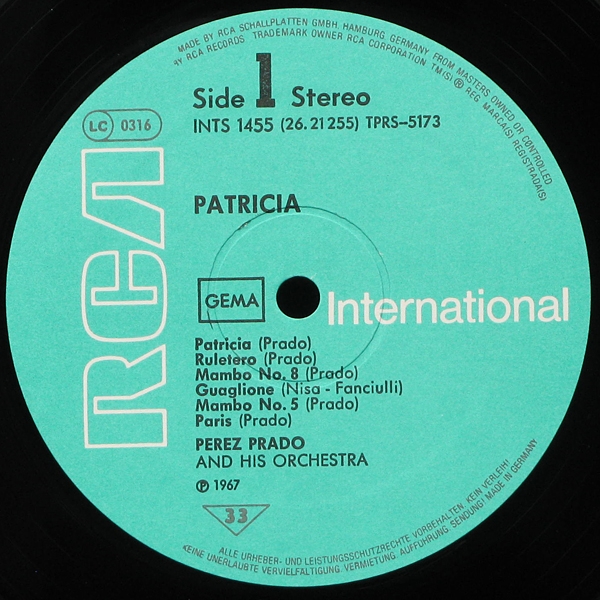 MADE BY RCA SCHALLPLATTEN GMBH, HAMBURG, GERMANY, FROM MASTERS OWNED OR CONTROLLED
BY RCA RECORDS TRADEMARK OWNER RCA CORPORATION. TM(S) ® REG. MARCA(S) REGISTRADA(S)
Side 1 Stereo
LC 0316
INTS 1455 (26.21255) TPRS–5173
RCA
PATRICIA
GEMA
International
Patricia (Prado)
Ruletero (Prado)
Mambo No. 8 (Prado)
Guaglione (Nisa - Fanciulli)
Mambo No. 5 (Prado)
Paris (Prado)
PEREZ PRADO
AND HIS ORCHESTRA
℗ 1967
33
ALLE URHEBER- UND LEISTUNGSSCHUTZRECHTE VORBEHALTEN. KEIN VERLEIH!
KEINE UNERLAUBTE VERVIELFÄLTIGUNG, VERMIETUNG, AUFFÜHRUNG, SENDUNG! MADE IN GERMANY